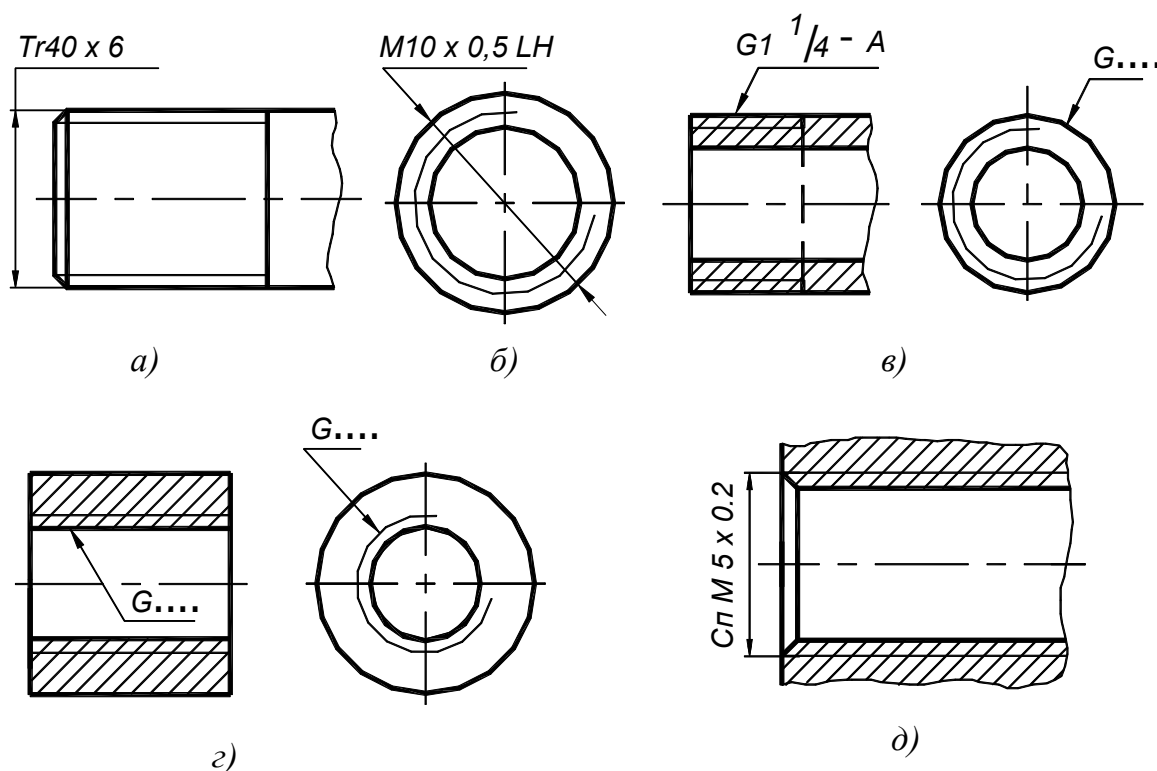 Tr40 x 6
M10 x 0,5 LH
G1 1/4 - A
G....
а)
б)
в)
G....
G....
Сп М 5 x 0.2
г)
д)